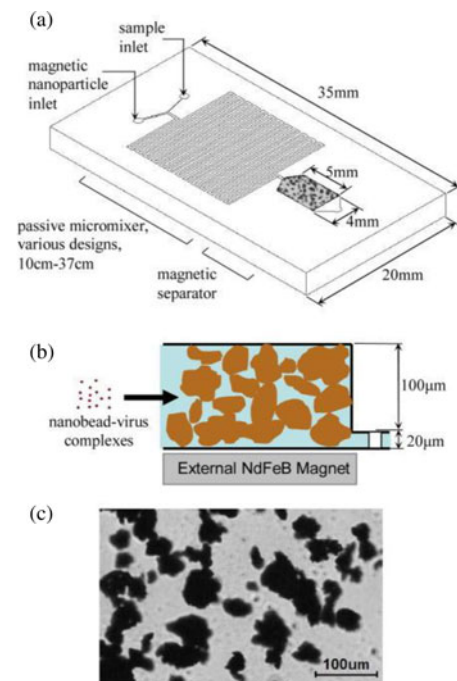 (a)
sample
inlet
magnetic
nanoparticle
inlet
35mm
5mm
4mm
passive micromixer,
various designs,
10cm-37cm
magnetic
separator
20mm
(b)
nanobead-virus
complexes
100µm
20µm
External NdFeB Magnet
(c)
100um